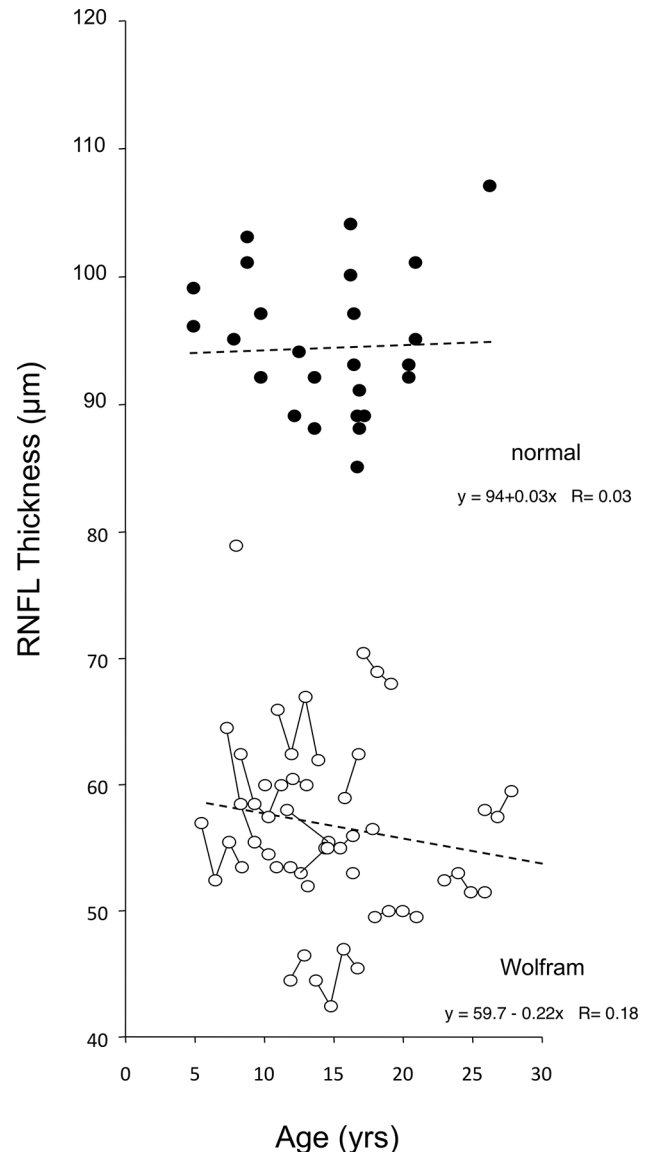 120
110
100
90
80
70
60
50
40
RNFL Thickness (μm)
normal
y = 94+0.03x R= 0.03
Wolfram
y = 59.7 - 0.22x R= 0.18
0 5 10 15 20 25 30
Age (yrs)